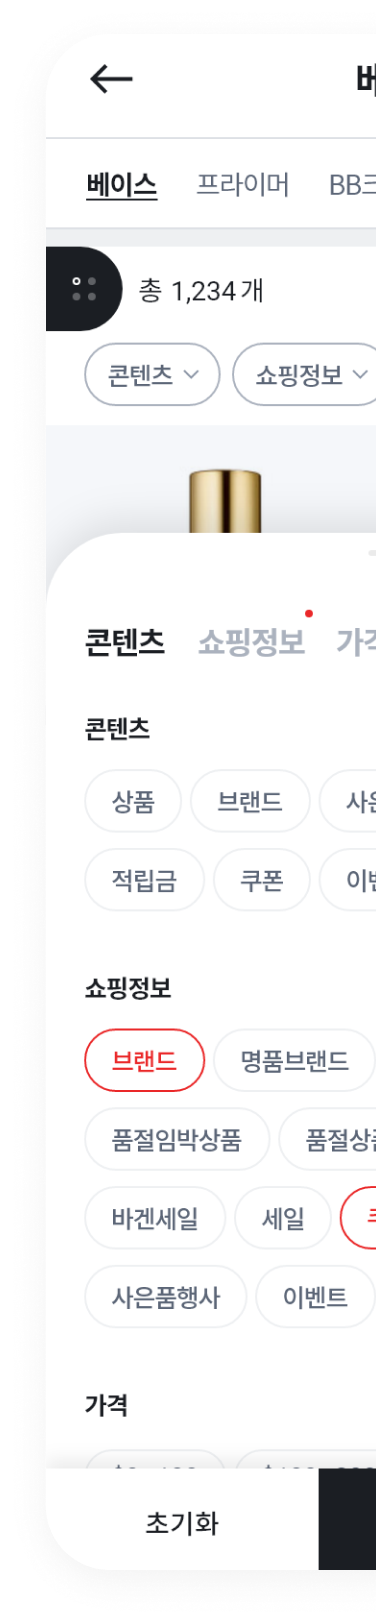 베이스 프라이머
총 1,234개
콘텐츠 쇼핑정보
콘텐츠 쇼핑정보
콘텐츠
상품 브랜드
적립금 쿠폰
쇼핑정보
브랜드 명품브랜드
품절임박상품
바겐세일 세일
사은품행사 이벤트
가격
초기화